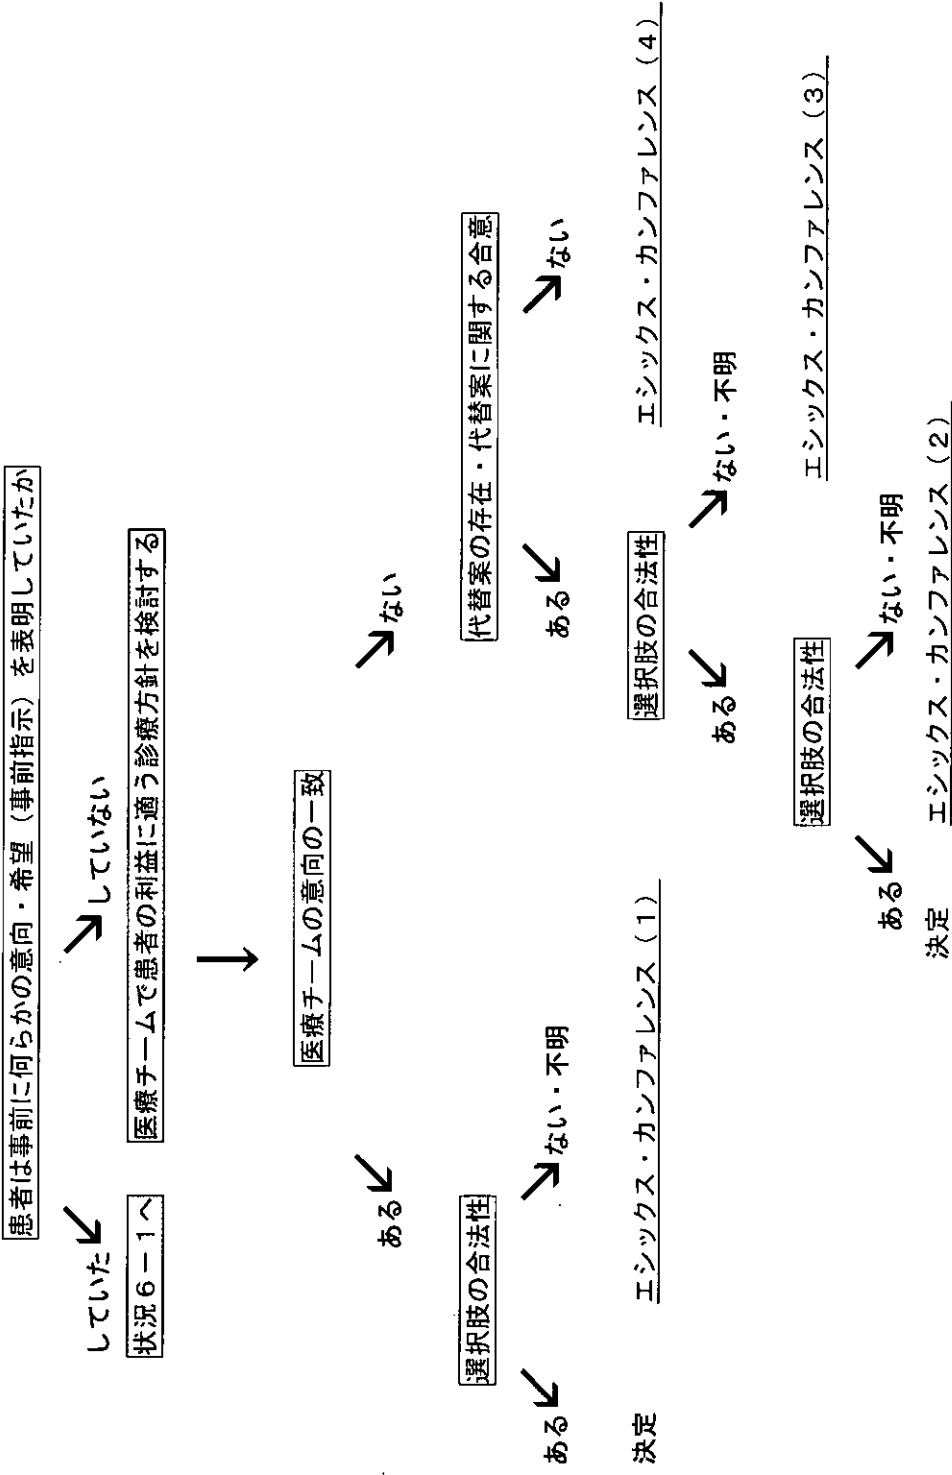 患者は事前に何らかの意向・希望（事前指示）を表明していたか
していた
していない
状況６－１へ
医療チームで患者の利益に適う診療方針を検討する
医療チームの意向の一致
ある
ない
選択肢の合法性
代替案の存在・代替案に関する合意
ある
ない・不明
ある
ない
決定
エシックス・カンファレンス（１）
選択肢の合法性
エシックス・カンファレンス（４）
ある
ない・不明
選択肢の合法性
エシックス・カンファレンス（３）
ある
ない・不明
決定
エシックス・カンファレンス（２）